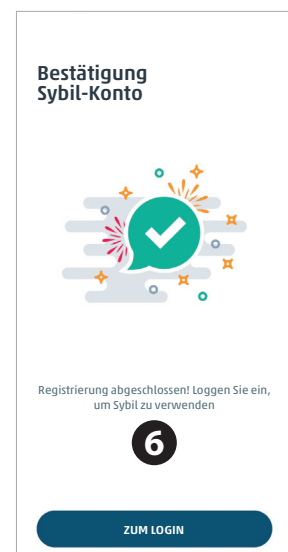 Bestätigung
Sybil-Konto
Registrierung abgeschlossen! Loggen Sie ein,
um Sybil zu verwenden
6
ZUM LOGIN